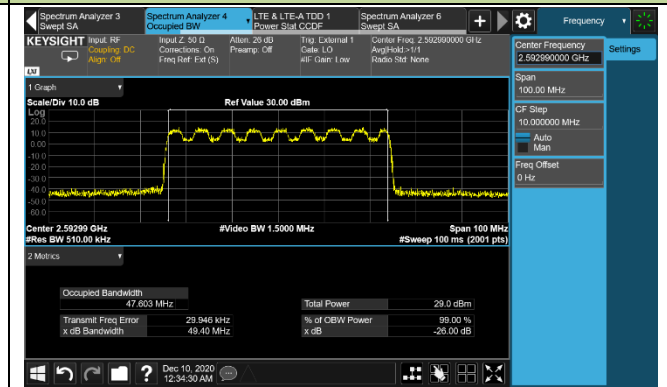 Spectrum Analyzer 3
Swept SA
Spectrum Analyzer 4
Occupied BW
LTE & LTE-A TDD 1
Power Stat CCDF
Spectrum Analyzer 6
Swept SA
+
Frequency
KEYSIGHT
Input: RF
Coupling: DC
Align: Off
Input Z: 50 Ω
Corrections: On
Freq Ref: Ext (S)
Atten: 26 dB
Preamp: Off
Trig: External 1
Gate: LO
#IF Gain: Low
Center Freq: 2.592990000 GHz
Avg|Hold:>1/1
Radio Std: None
LXI
Center Frequency
2.592990000 GHz
Settings
Span
100.00 MHz
CF Step
10.000000 MHz
Auto
Man
Freq Offset
0 Hz
1 Graph
Scale/Div 10.0 dB
Ref Value 30.00 dBm
Log
20.0
10.0
0.00
-10.0
-20.0
-30.0
-40.0
-50.0
-60.0
Center 2.59299 GHz
#Video BW 1.5000 MHz
Span 100 MHz
#Res BW 510.00 kHz
#Sweep 100 ms (2001 pts)
2 Metrics
Occupied Bandwidth
47.603 MHz
Total Power
29.0 dBm
Transmit Freq Error
29.946 kHz
% of OBW Power
99.00 %
x dB Bandwidth
49.40 MHz
x dB
-26.00 dB
?
Dec 10, 2020
12:34:30 AM